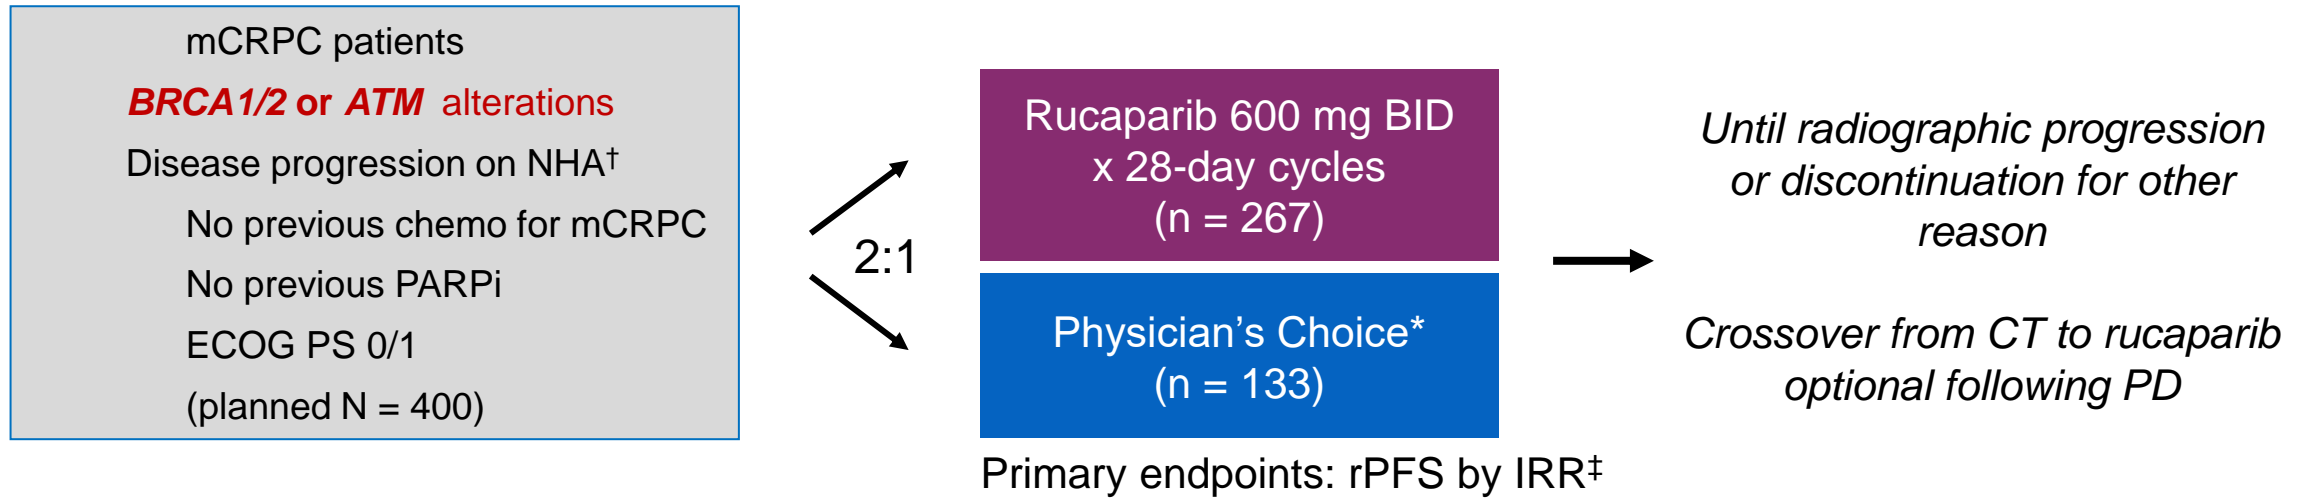 mCRPC patients
BRCA1/2 or ATM alterations
Disease progression on NHA†
No previous chemo for mCRPC
No previous PARPi
ECOG PS 0/1
(planned N = 400)
2:1
Rucaparib 600 mg BID
x 28-day cycles
(n = 267)
Physician’s Choice*
(n = 133)
Primary endpoints: rPFS by IRR‡
Until radiographic progression
or discontinuation for other
reason
Crossover from CT to rucaparib
optional following PD